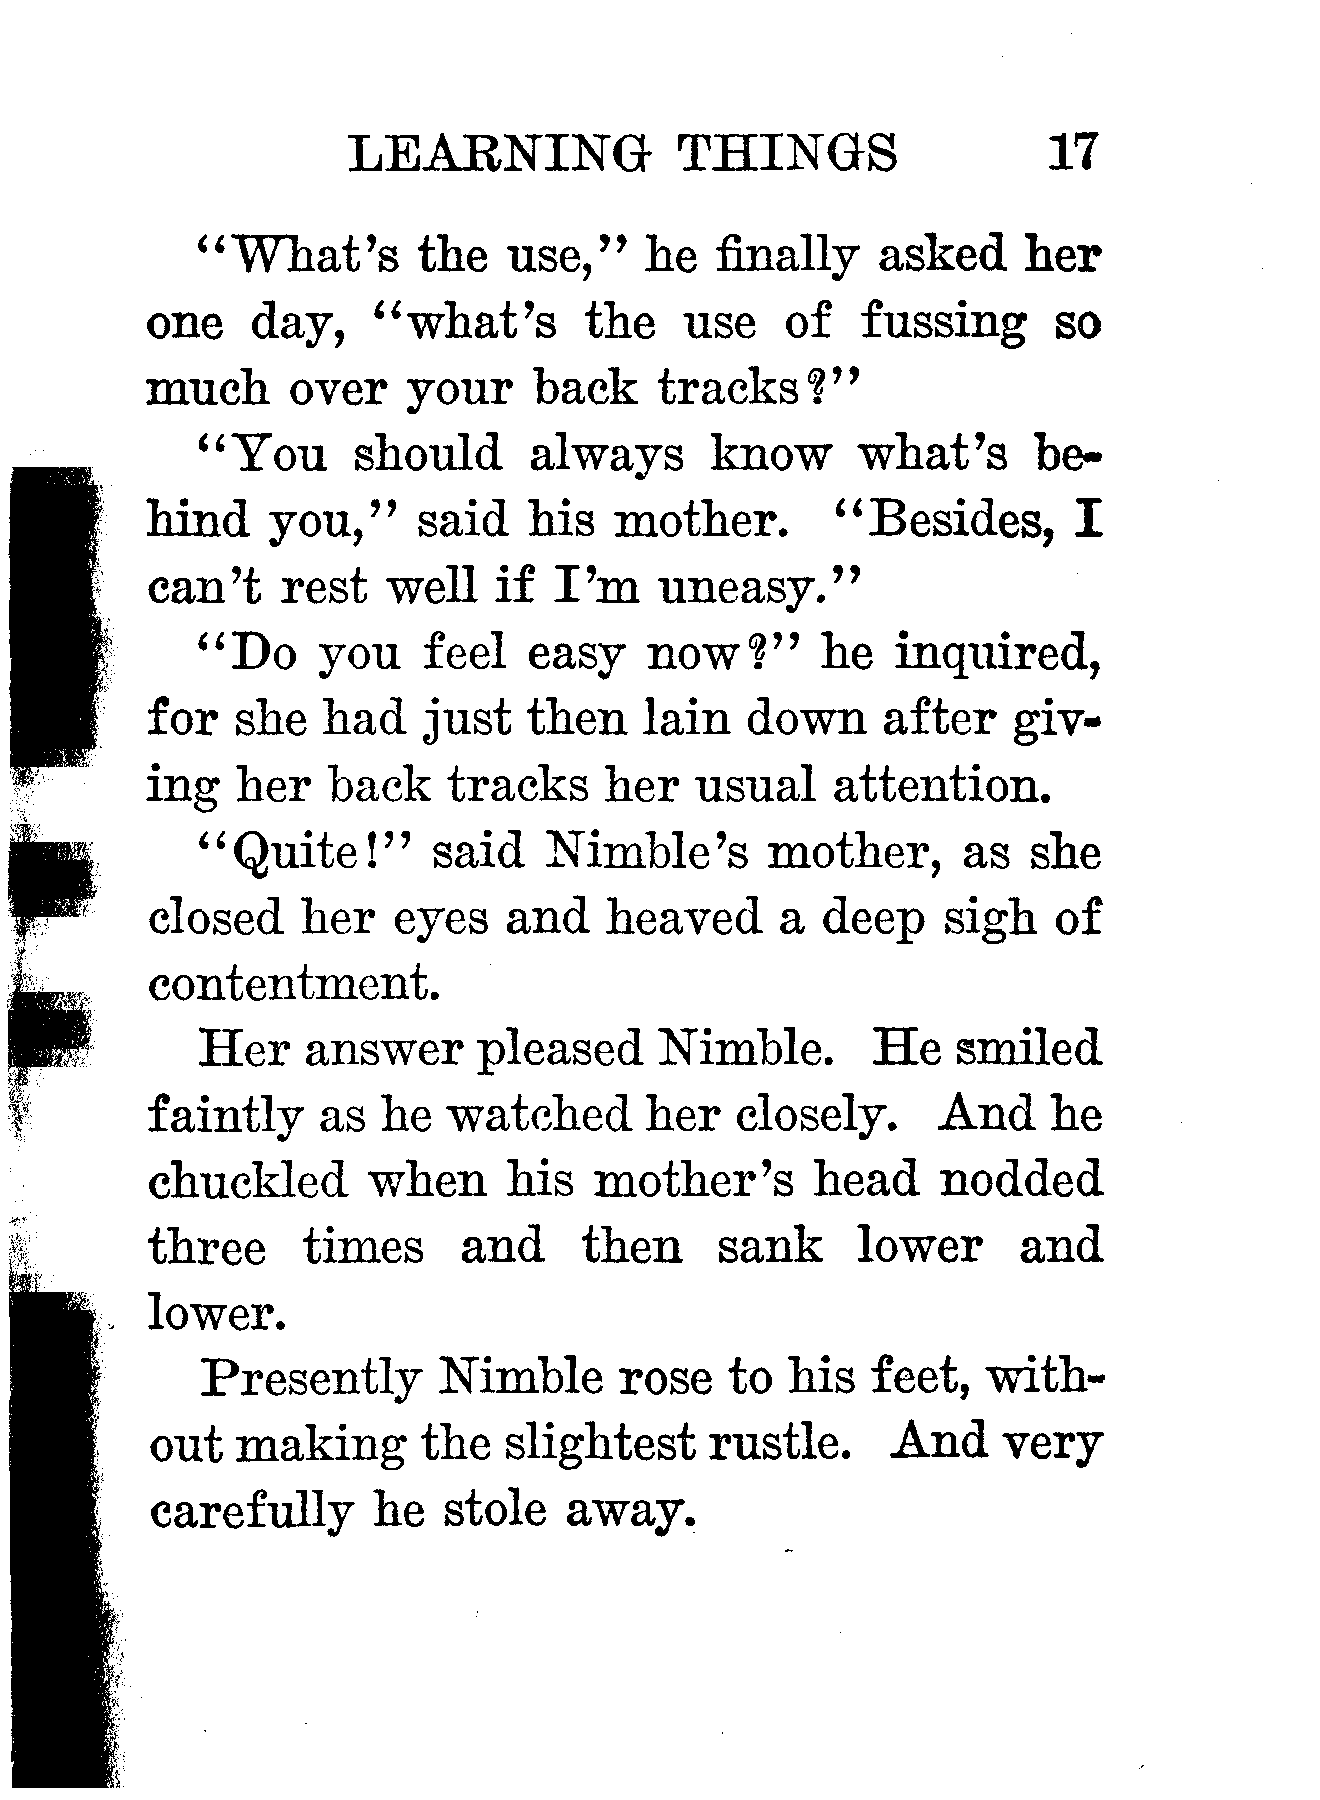 LEARNING THINGS 17
"What's the use," he finally asked her
one day, "what's the use of fussing so
much over your back tracks?"
"You should always know what's be-
hind you," said his mother. "Besides, I
can't rest well if I'm uneasy."
"Do you feel easy now?" he inquired,
for she had just then lain down after giv-
ing her back tracks her usual attention.
"Quite!" said Nimble's mother, as she
closed her eyes and heaved a deep sigh of
contentment.
Her answer pleased Nimble. He smiled
faintly as he watched her closely. And he
chuckled when his mother's head nodded
three times and then sank lower and
lower.
Presently Nimble rose to his feet, with-
out making the slightest rustle. And very
carefully he stole away.